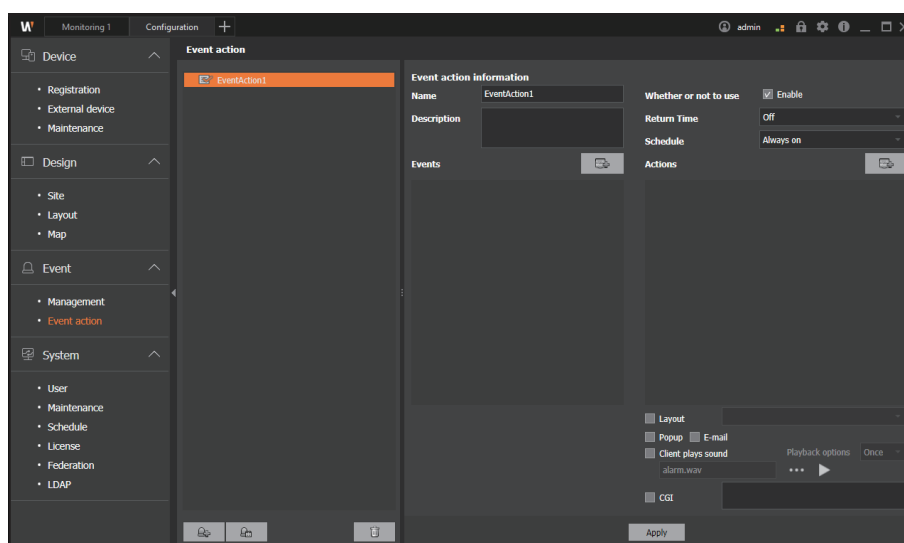 Monitoring 1
Configuration
admin
Device
Registration
External device
Maintenance
Design
Site
Layout
Map
Event
Management
Event action
System
User
Maintenance
Schedule
License
Federation
LDAP
Event action
EventAction1
Event action information
Name EventAction1
Description
Events
Whether or not to use Enable
Return Time Off
Schedule Always on
Actions
Layout
Popup E-mail
Client plays sound Playback options Once
alarm.wav
CGI
Apply